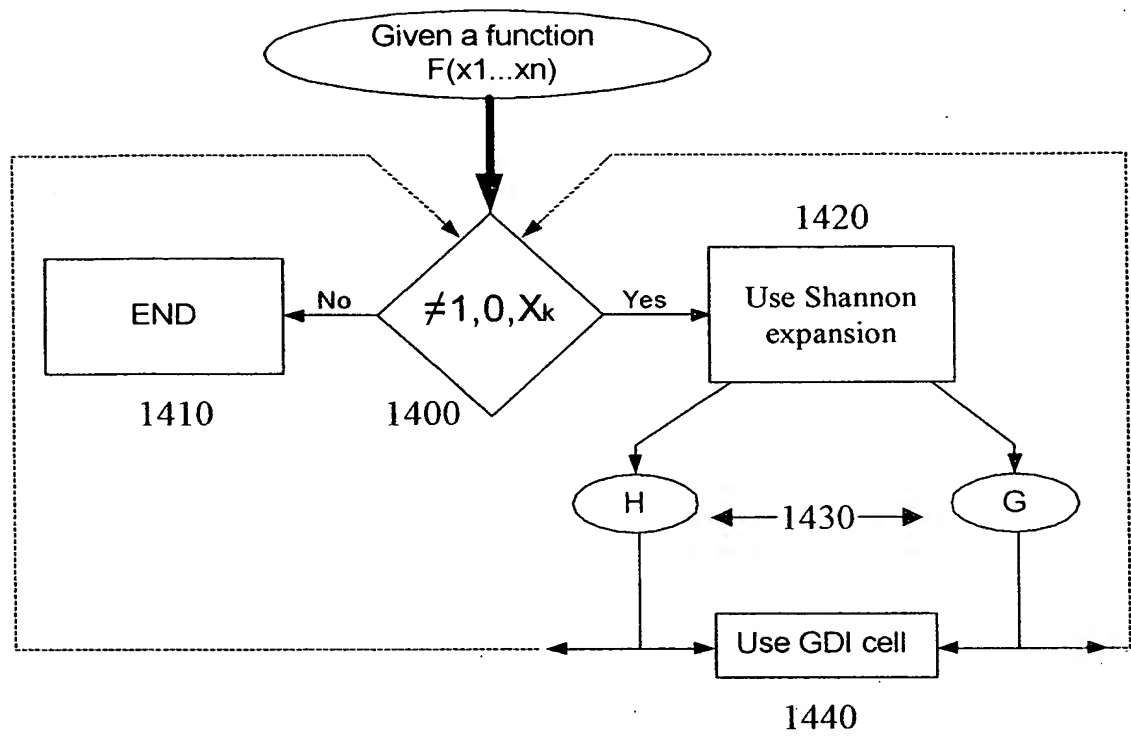 Given a function
F(x1...xn)
1420
END
No
≠1,0,Xk
Yes
Use Shannon
expansion
1410
1400
H
1430
G
Use GDI cell
1440